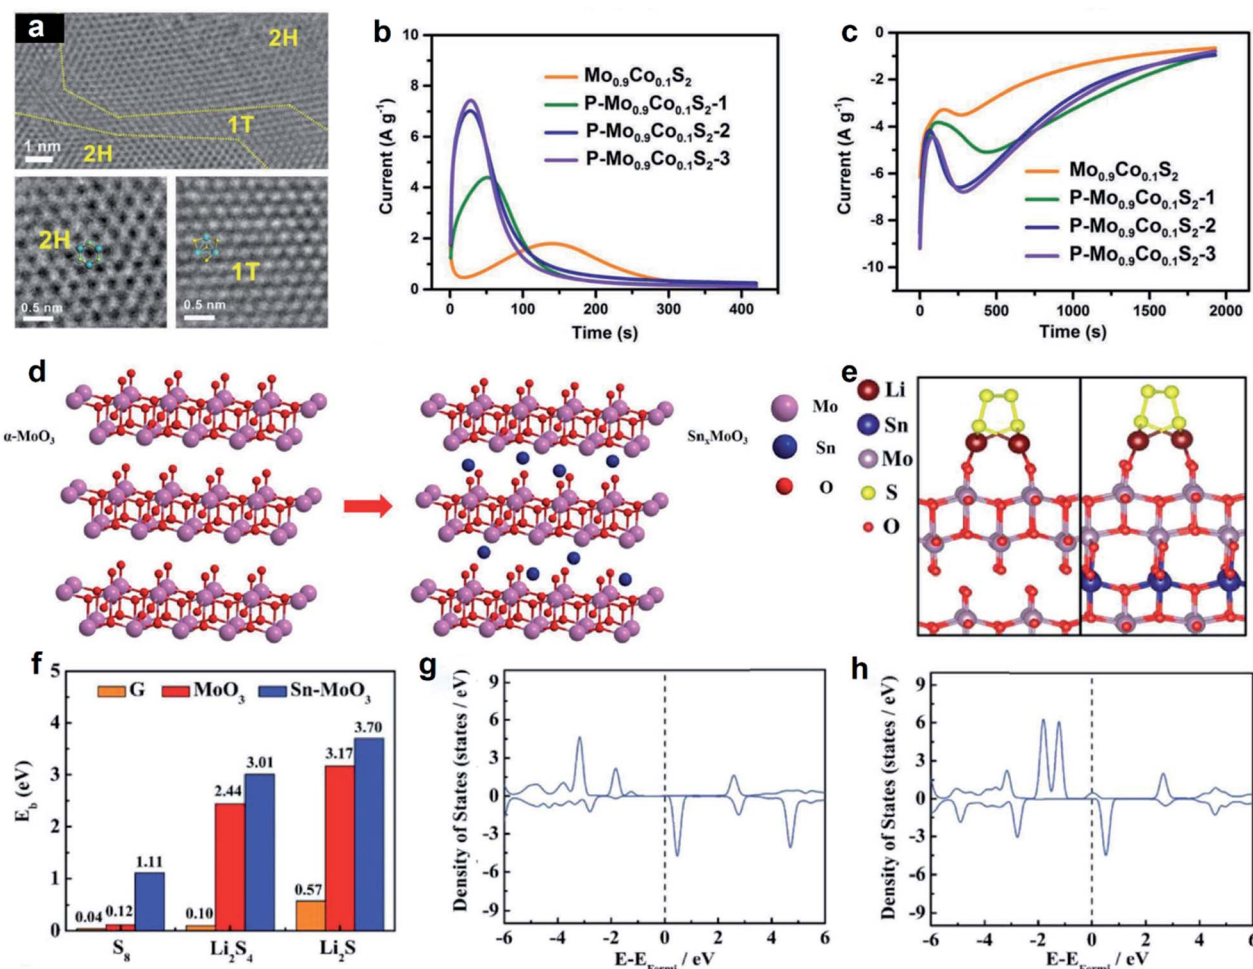 a
2H
1T
2H
1 nm
2H
0.5 nm
1T
0.5 nm
b
Current (A g⁻¹)
10
8
6
4
2
0
Mo₀.₉Co₀.₁S₂
P-Mo₀.₉Co₀.₁S₂-1
P-Mo₀.₉Co₀.₁S₂-2
P-Mo₀.₉Co₀.₁S₂-3
0 100 200 300 400
Time (s)
c
Current (A g⁻¹)
0
-2
-4
-6
-8
-10
Mo₀.₉Co₀.₁S₂
P-Mo₀.₉Co₀.₁S₂-1
P-Mo₀.₉Co₀.₁S₂-2
P-Mo₀.₉Co₀.₁S₂-3
0 500 1000 1500 2000
Time (s)
d
α-MoO₃
SnₓMoO₃
Mo
Sn
O
e
Li
Sn
Mo
S
O
f
E_b (eV)
5
4
3
2
1
0
G MoO₃ Sn-MoO₃
0.04 0.12 1.11
0.10 2.44 3.01
0.57 3.17 3.70
S₈ Li₂S₄ Li₂S
g
Density of States (states / eV)
9
6
3
0
-3
-6
-9
-6 -4 -2 0 2 4 6
E-E_Fermi / eV
h
Density of States (states / eV)
9
6
3
0
-3
-6
-9
-6 -4 -2 0 2 4 6
E-E_Fermi / eV